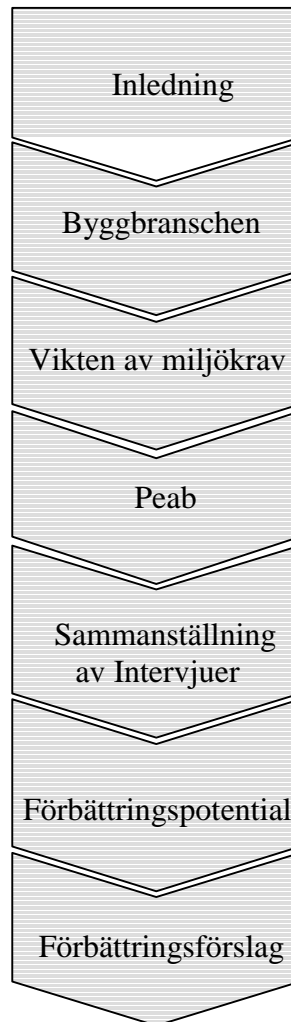 Inledning
Byggbranschen
Vikten av miljökrav
Peab
Sammanställning
av Intervjuer
Förbättringspotential
Förbättringsförslag